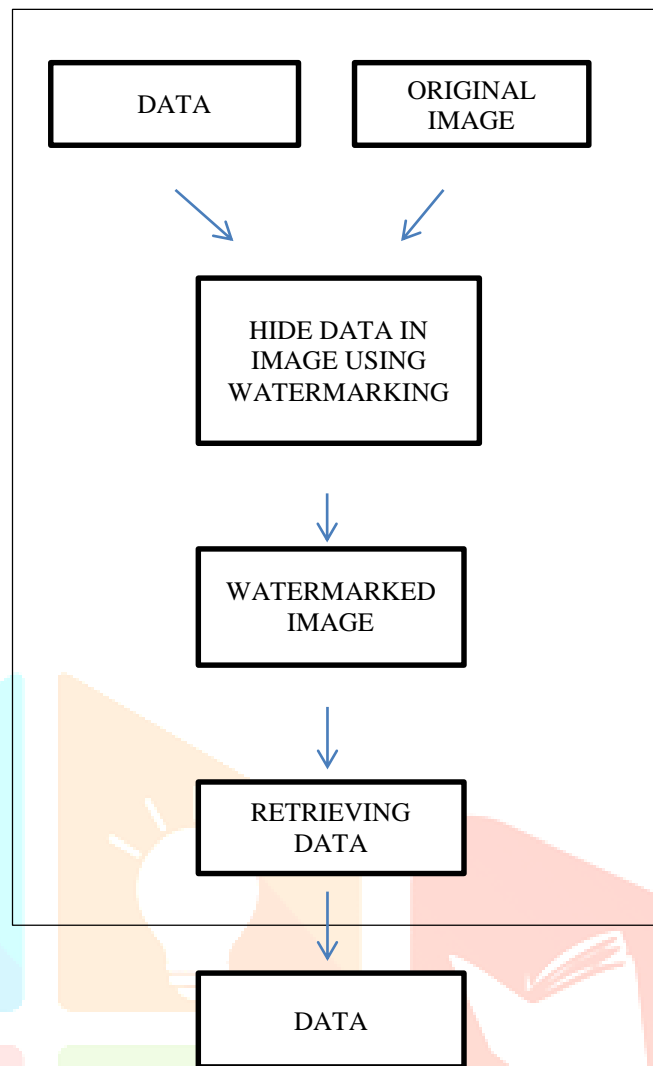 DATA
ORIGINAL
IMAGE
HIDE DATA IN
IMAGE USING
WATERMARKING
WATERMARKED
IMAGE
RETRIEVING
DATA
DATA